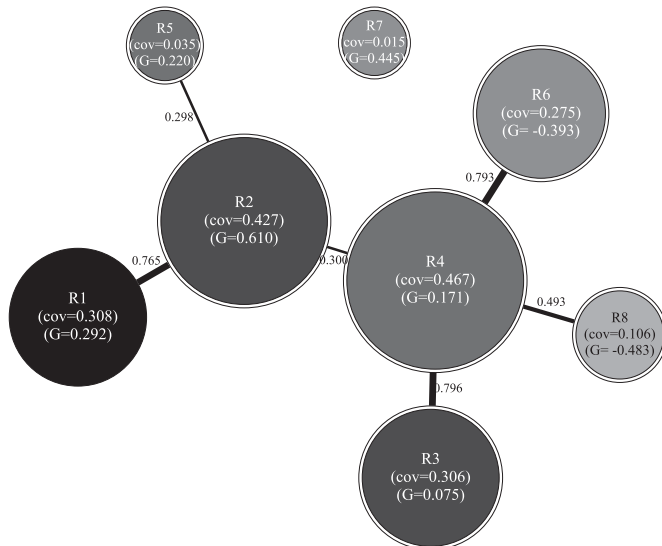 R5
(cov=0.035)
(G=0.220)
R7
(cov=0.015
(G=0.445)
R6
(cov=0.275)
(G= -0.393)
0.298
0.793
R2
(cov=0.427)
(G=0.610)
0.765
0.300
R4
(cov=0.467)
(G=0.171)
R1
(cov=0.308)
(G=0.292)
0.493
R8
(cov=0.106)
(G= -0.483)
0.796
R3
(cov=0.306)
(G=0.075)